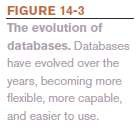 FIGURE 14-3
The evolution of
databases. Databases
have evolved over the
years, becoming more
flexible, more capable,
and easier to use.